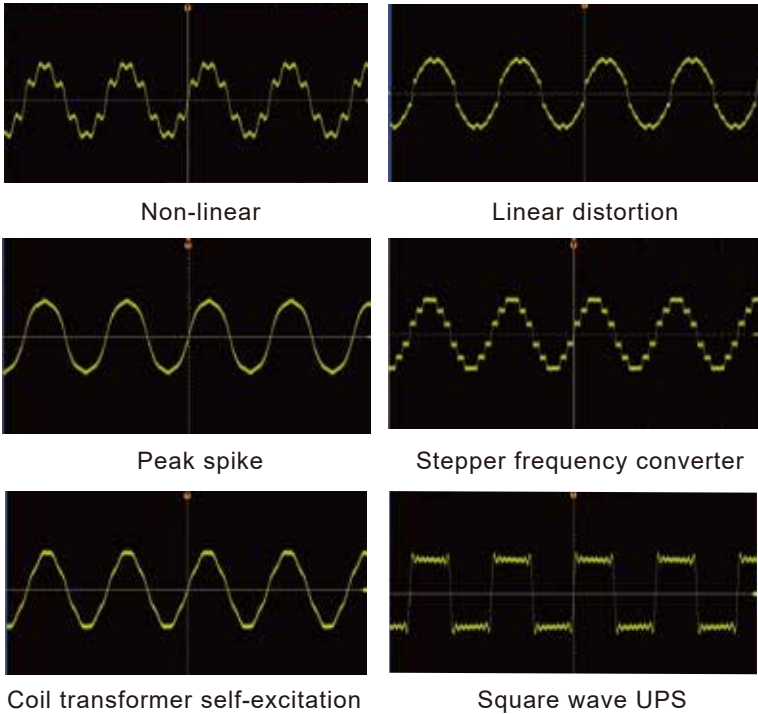 Non-linear
Linear distortion
Peak spike
Stepper frequency converter
Coil transformer self-excitation
Square wave UPS